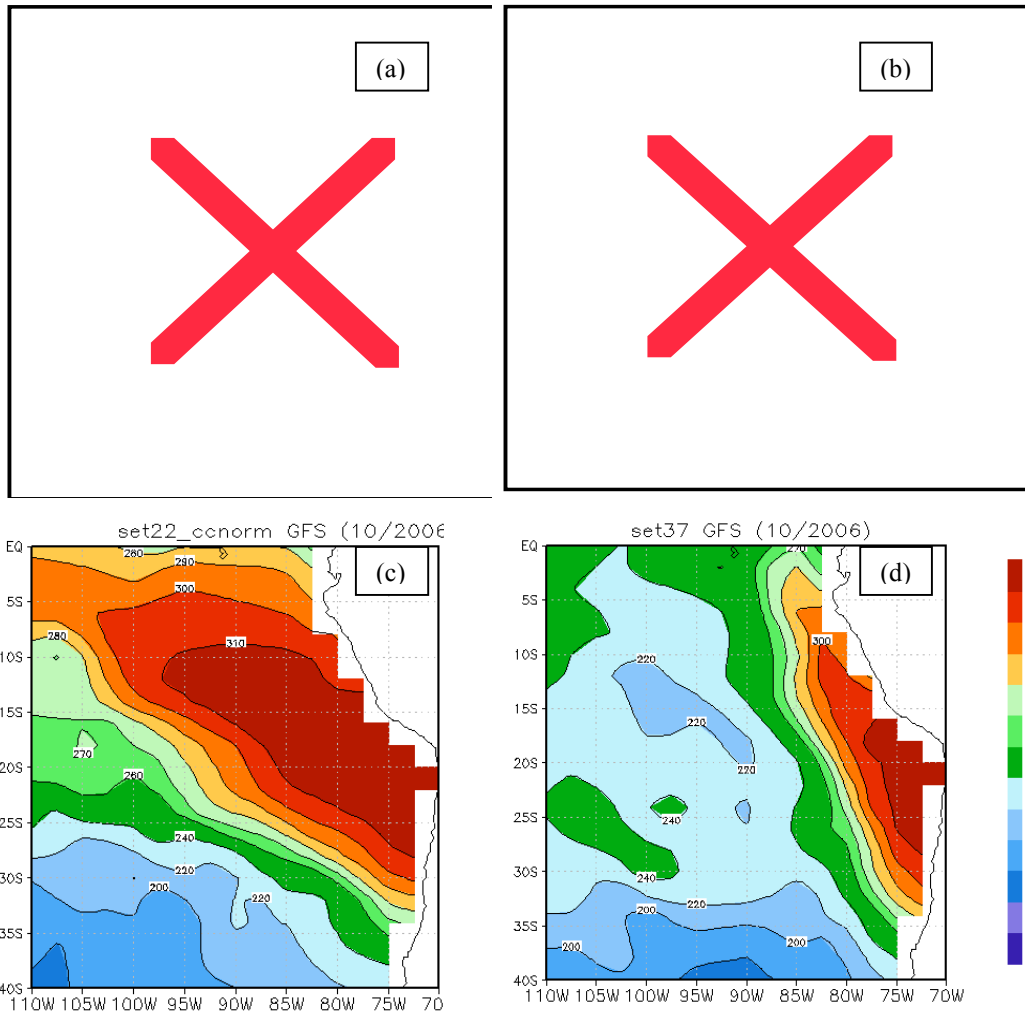 (a)
(b)
set22_ccnorm GFS (10/2006
(c)
EQ
5S
10S
15S
20S
25S
30S
35S
40S
110W 105W 100W 95W 90W 85W 80W 75W 70
260
290
300
280
310
270
260
240
220
200
220
set37 GFS (10/2006)
(d)
EQ
5S
10S
15S
20S
25S
30S
35S
40S
110W 105W 100W 95W 90W 85W 80W 75W 70W
270
300
220
220
220
240
240
220
200
200
200